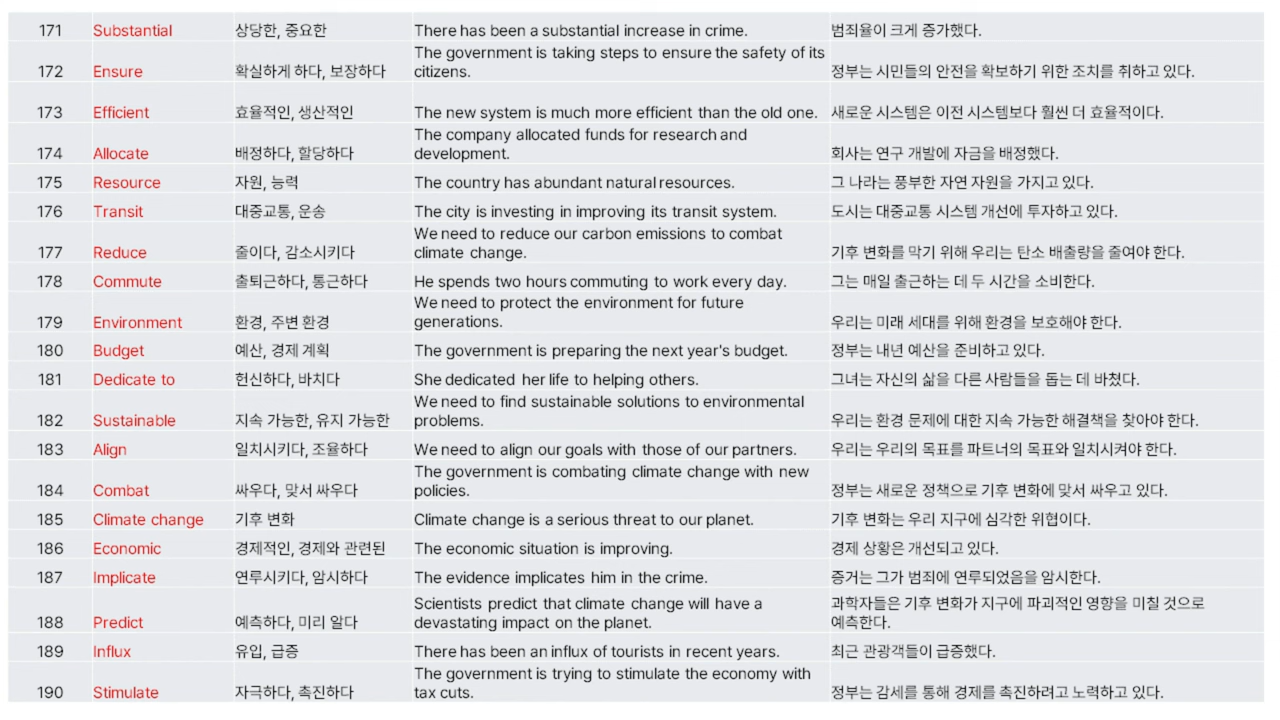 171 Substantial 상당한, 중요한 There has been a substantial increase in crime. 범죄율이 크게 증가했다.
172 Ensure 확실하게 하다, 보장하다 The government is taking steps to ensure the safety of its
citizens. 정부는 시민들의 안전을 확보하기 위한 조치를 취하고 있다.
173 Efficient 효율적인, 생산적인 The new system is much more efficient than the old one. 새로운 시스템은 이전 시스템보다 훨씬 더 효율적이다.
174 Allocate 배정하다, 할당하다 The company allocated funds for research and
development. 회사는 연구 개발에 자금을 배정했다.
175 Resource 자원, 능력 The country has abundant natural resources. 그 나라는 풍부한 자연 자원을 가지고 있다.
176 Transit 대중교통, 운송 The city is investing in improving its transit system. 도시는 대중교통 시스템 개선에 투자하고 있다.
177 Reduce 줄이다, 감소시키다 We need to reduce our carbon emissions to combat
climate change. 기후 변화를 막기 위해 우리는 탄소 배출량을 줄여야 한다.
178 Commute 출퇴근하다, 통근하다 He spends two hours commuting to work every day. 그는 매일 출근하는 데 두 시간을 소비한다.
179 Environment 환경, 주변 환경 We need to protect the environment for future
generations. 우리는 미래 세대를 위해 환경을 보호해야 한다.
180 Budget 예산, 경제 계획 The government is preparing the next year's budget. 정부는 내년 예산을 준비하고 있다.
181 Dedicate to 헌신하다, 바치다 She dedicated her life to helping others. 그녀는 자신의 삶을 다른 사람들을 돕는 데 바쳤다.
182 Sustainable 지속 가능한, 유지 가능한 We need to find sustainable solutions to environmental
problems. 우리는 환경 문제에 대한 지속 가능한 해결책을 찾아야 한다.
183 Align 일치시키다, 조율하다 We need to align our goals with those of our partners. 우리는 우리의 목표를 파트너의 목표와 일치시켜야 한다.
184 Combat 싸우다, 맞서 싸우다 The government is combating climate change with new
policies. 정부는 새로운 정책으로 기후 변화에 맞서 싸우고 있다.
185 Climate change 기후 변화 Climate change is a serious threat to our planet. 기후 변화는 우리 지구에 심각한 위협이다.
186 Economic 경제적인, 경제와 관련된 The economic situation is improving. 경제 상황은 개선되고 있다.
187 Implicate 연루시키다, 암시하다 The evidence implicates him in the crime. 증거는 그가 범죄에 연루되었음을 암시한다.
188 Predict 예측하다, 미리 알다 Scientists predict that climate change will have a
devastating impact on the planet. 과학자들은 기후 변화가 지구에 파괴적인 영향을 미칠 것으로
예측한다.
189 Influx 유입, 급증 There has been an influx of tourists in recent years. 최근 관광객들이 급증했다.
190 Stimulate 자극하다, 촉진하다 The government is trying to stimulate the economy with
tax cuts. 정부는 감세를 통해 경제를 촉진하려고 노력하고 있다.